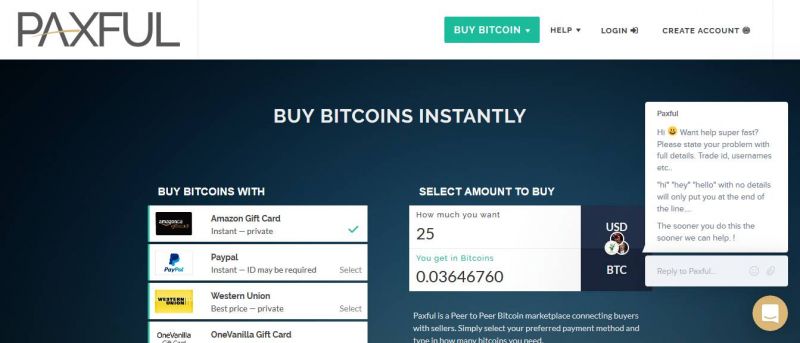 PAXFUL
BUY BITCOIN
HELP
LOGIN
CREATE ACCOUNT
BUY BITCOINS INSTANTLY
BUY BITCOINS WITH
amazon.ca
Amazon Gift Card
Instant — private
PayPal
Paypal
Instant — ID may be required
Select
WESTERN UNION
Western Union
Best price — private
Select
OneVanilla
OneVanilla Gift Card
SELECT AMOUNT TO BUY
How much you want
25
USD
You get in Bitcoins
0.03646760
BTC
Paxful is a Peer to Peer Bitcoin marketplace connecting buyers
with sellers. Simply select your preferred payment method and
type in how many bitcoins you need.
Paxful
Hi 😃 Want help super fast?
Please state your problem with
full details. Trade id, usernames
etc..
"hi" "hey" "hello" with no details
will only put you at the end of
the line....
The sooner you do this the
sooner we can help. !
Reply to Paxful...